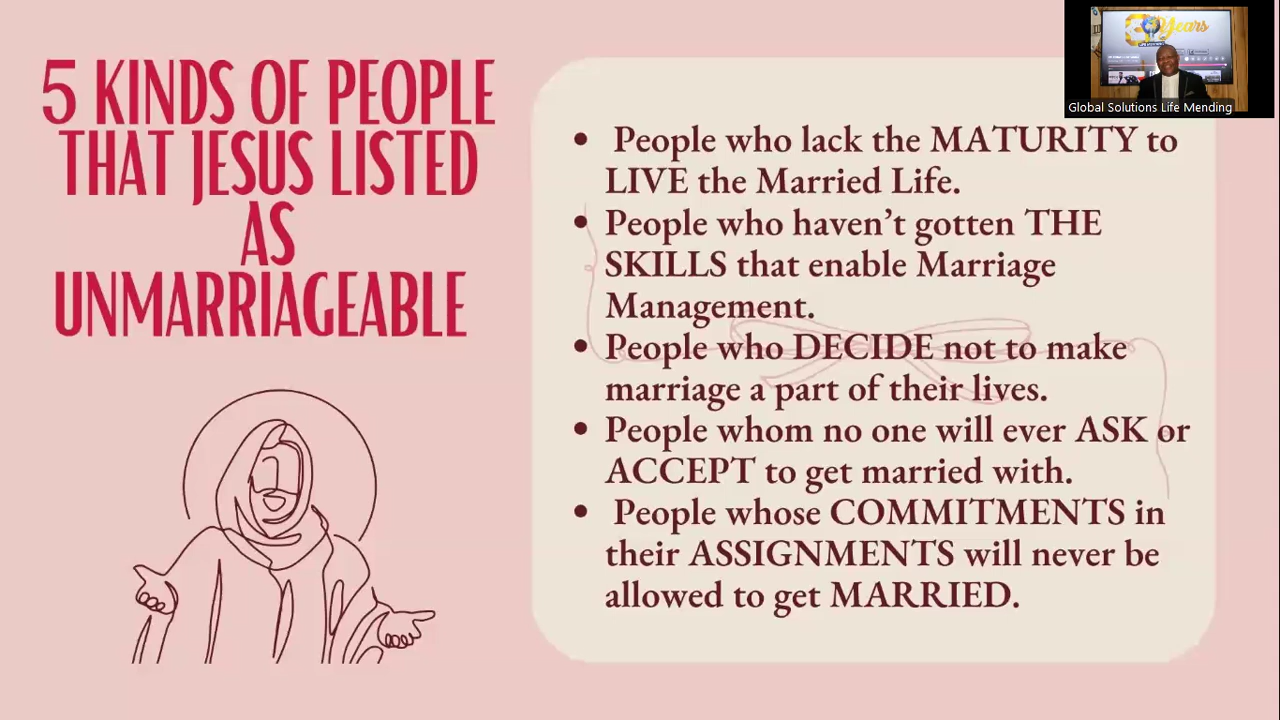 5 KINDS OF PEOPLE
THAT JESUS LISTED
AS
UNMARRIAGEABLE
People who lack the MATURITY to
LIVE the Married Life.
People who haven't gotten THE
SKILLS that enable Marriage
Management.
People who DECIDE not to make
marriage a part of their lives.
People whom no one will ever ASK or
ACCEPT to get married with.
People whose COMMITMENTS in
their ASSIGNMENTS will never be
allowed to get MARRIED.
Years
Global Solutions Life Mending